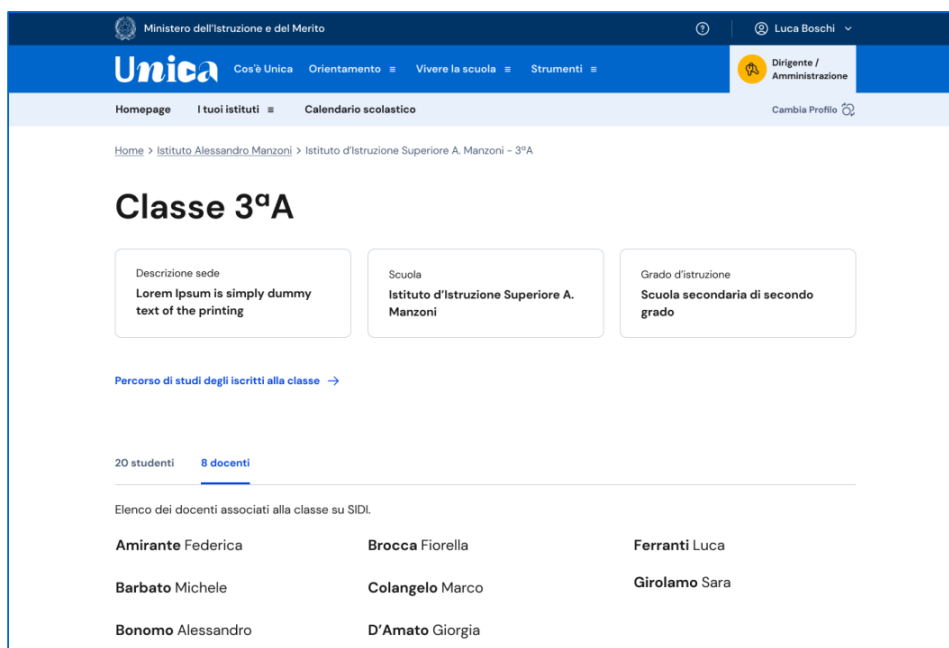 Ministero dell'Istruzione e del Merito
Luca Boschi
Unica
Cos'è Unica
Orientamento
Vivere la scuola
Strumenti
Dirigente /
Amministrazione
Homepage
I tuoi istituti
Calendario scolastico
Cambia Profilo
Home > Istituto Alessandro Manzoni > Istituto d'Istruzione Superiore A. Manzoni - 3ªA
Classe 3ªA
Descrizione sede
Lorem Ipsum is simply dummy
text of the printing
Scuola
Istituto d'Istruzione Superiore A.
Manzoni
Grado d'istruzione
Scuola secondaria di secondo
grado
Percorso di studi degli iscritti alla classe →
20 studenti
8 docenti
Elenco dei docenti associati alla classe su SIDI.
Amirante Federica
Brocca Fiorella
Ferranti Luca
Barbato Michele
Colangelo Marco
Girolamo Sara
Bonomo Alessandro
D'Amato Giorgia